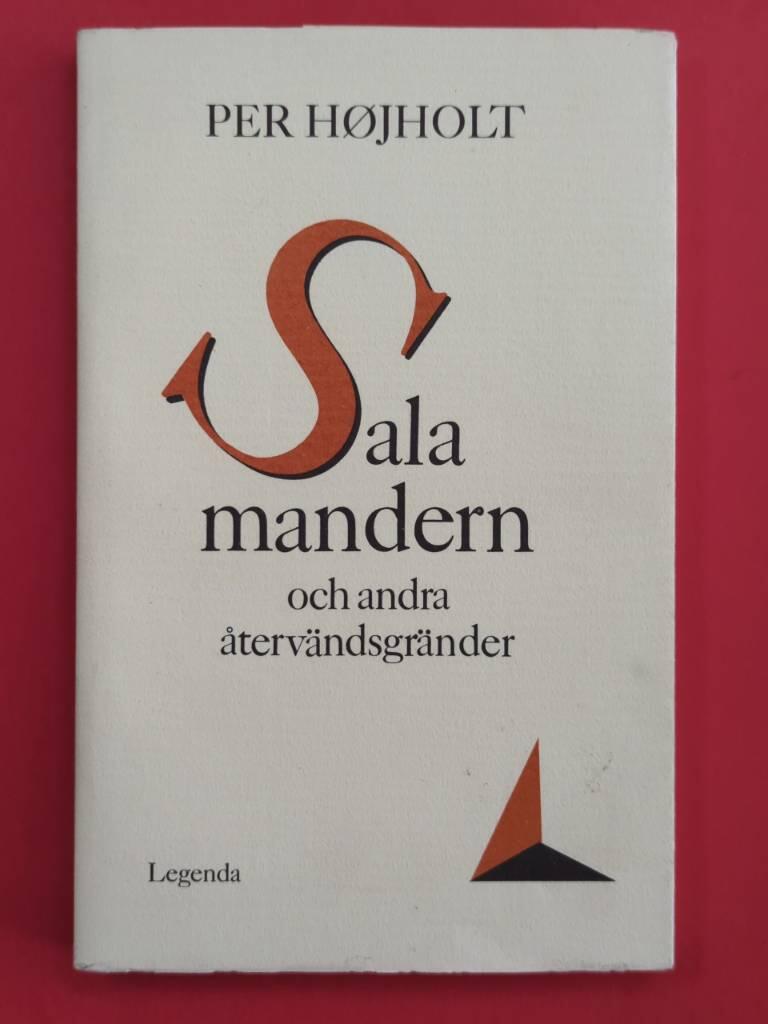 PER HØJHOLT
Sala
mandern
och andra
återvändsgränder
Legenda